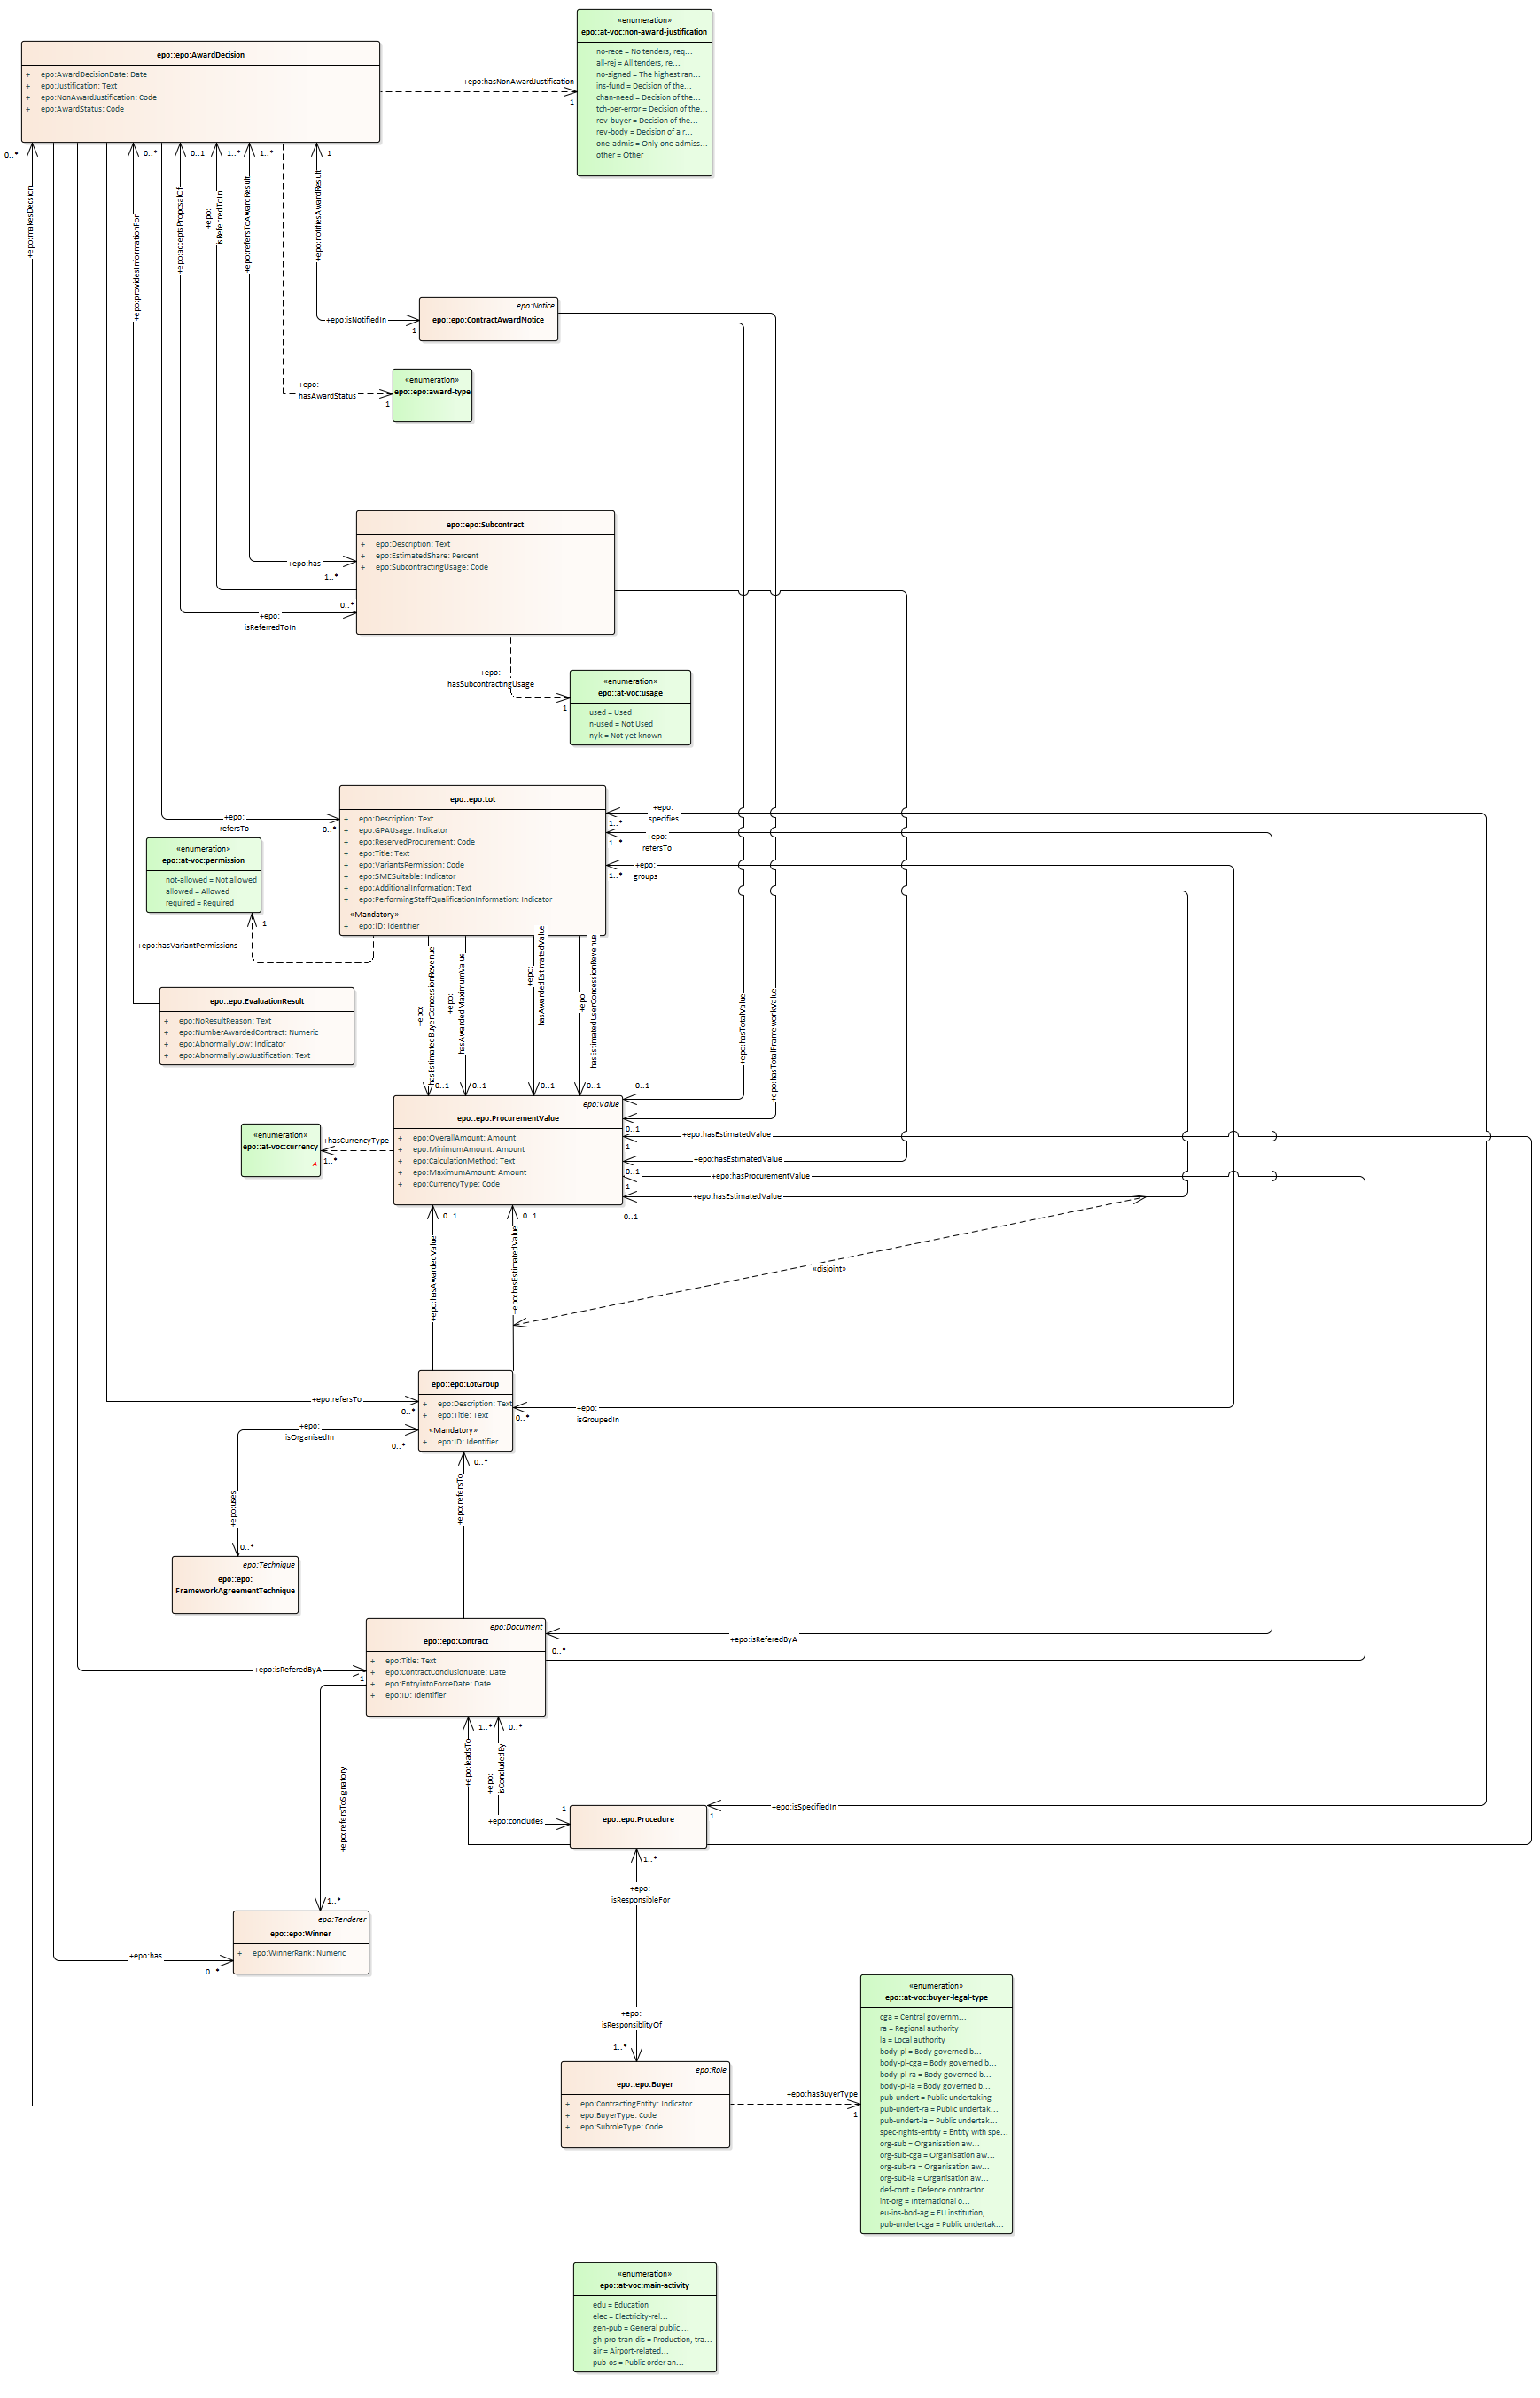 «enumeration»
epo::at-voc:non-award-justification
no-rece = No tenders, req...
all-rej = All tenders, re...
no-signed = The highest ran...
ins-fund = Decision of the...
chan-need = Decision of the...
tch-per-error = Decision of the...
rev-buyer = Decision of the...
rev-body = Decision of a r...
one-admis = Only one admiss...
other = Other
epo::epo:AwardDecision
+ epo:AwardDecisionDate: Date
+ epo:Justification: Text
+ epo:NonAwardJustification: Code
+ epo:AwardStatus: Code
+epo:hasNonAwardJustification
1
0..*
0..*
0..1
1..*
1..*
1
+epo:makesDecsion
+epo:providesInformationFor
+epo:acceptsProposalOf
+epo:
isReferredToIn
+epo:refersToAwardResult
+epo:notifiesAwardResult
epo:Notice
epo::epo:ContractAwardNotice
+epo:isNotifiedIn
1
«enumeration»
epo::epo:award-type
+epo:
hasAwardStatus
1
epo::epo:Subcontract
+ epo:Description: Text
+ epo:EstimatedShare: Percent
+ epo:SubcontractingUsage: Code
+epo:has
1..*
0..*
+epo:
isReferredToIn
+epo:
hasSubcontractingUsage
1
«enumeration»
epo::at-voc:usage
used = Used
n-used = Not Used
nyk = Not yet known
epo::epo:Lot
+ epo:Description: Text
+ epo:GPAUsage: Indicator
+ epo:ReservedProcurement: Code
+ epo:Title: Text
+ epo:VariantsPermission: Code
+ epo:SMESuitable: Indicator
+ epo:AdditionalInformation: Text
+ epo:PerformingStaffQualificationInformation: Indicator
«Mandatory»
+ epo:ID: Identifier
+epo:
refersTo
0..*
+epo:
specifies
1..*
+epo:
refersTo
1..*
+epo:
groups
1..*
«enumeration»
epo::at-voc:permission
not-allowed = Not allowed
allowed = Allowed
required = Required
1
+epo:hasVariantPermissions
epo::epo:EvaluationResult
+ epo:NoResultReason: Text
+ epo:NumberAwardedContract: Numeric
+ epo:AbnormallyLow: Indicator
+ epo:AbnormallyLowJustification: Text
+epo:
hasEstimatedBuyerConcessionRevenue
+epo:
hasAwardedMaximumValue
+epo:
hasAwardedEstimatedValue
+epo:
hasEstimatedUserConcessionRevenue
+epo:hasTotalValue
+epo:hasTotalFrameworkValue
0..1
0..1
0..1
0..1
0..1
epo:Value
epo::epo:ProcurementValue
+ epo:OverallAmount: Amount
+ epo:MinimumAmount: Amount
+ epo:CalculationMethod: Text
+ epo:MaximumAmount: Amount
+ epo:CurrencyType: Code
«enumeration»
epo::at-voc:currency
+hasCurrencyType
1..*
0..1
+epo:hasEstimatedValue
1
+epo:hasEstimatedValue
0..1
+epo:hasProcurementValue
1
+epo:hasEstimatedValue
0..1
0..1
0..1
+epo:hasAwardedValue
+epo:hasEstimatedValue
«disjoint»
epo::epo:LotGroup
+ epo:Description: Text
+ epo:Title: Text
«Mandatory»
+ epo:ID: Identifier
+epo:refersTo
0..*
+epo:
isOrganisedIn
0..*
0..*
+epo:
isGroupedIn
0..*
+epo:refersTo
+epo:uses
0..*
epo:Technique
epo::epo:
FrameworkAgreementTechnique
epo:Document
epo::epo:Contract
+ epo:Title: Text
+ epo:ContractConclusionDate: Date
+ epo:EntryintoForceDate: Date
+ epo:ID: Identifier
+epo:isReferedByA
0..*
+epo:isReferedByA
1
1..*
0..*
+epo:leadsTo
+epo:
isConcludedBy
+epo:refersToSignatory
1
+epo:concludes
epo::epo:Procedure
+epo:isSpecifiedIn
1
1..*
+epo:
isResponsibleFor
1..*
epo:Tenderer
epo::epo:Winner
+ epo:WinnerRank: Numeric
+epo:has
0..*
+epo:
isResponsiblityOf
1..*
epo:Role
epo::epo:Buyer
+ epo:ContractingEntity: Indicator
+ epo:BuyerType: Code
+ epo:SubroleType: Code
+epo:hasBuyerType
1
«enumeration»
epo::at-voc:buyer-legal-type
cga = Central governm...
ra = Regional authority
la = Local authority
body-pl = Body governed b...
body-pl-cga = Body governed b...
body-pl-ra = Body governed b...
body-pl-la = Body governed b...
pub-undert = Public undertaking
pub-undert-ra = Public undertak...
pub-undert-la = Public undertak...
spec-rights-entity = Entity with spe...
org-sub = Organisation aw...
org-sub-cga = Organisation aw...
org-sub-ra = Organisation aw...
org-sub-la = Organisation aw...
def-cont = Defence contractor
int-org = International o...
eu-ins-bod-ag = EU institution,...
pub-undert-cga = Public undertak...
«enumeration»
epo::at-voc:main-activity
edu = Education
elec = Electricity-rel...
gen-pub = General public ...
gh-pro-tran-dis = Production, tra...
air = Airport-related...
pub-os = Public order an...